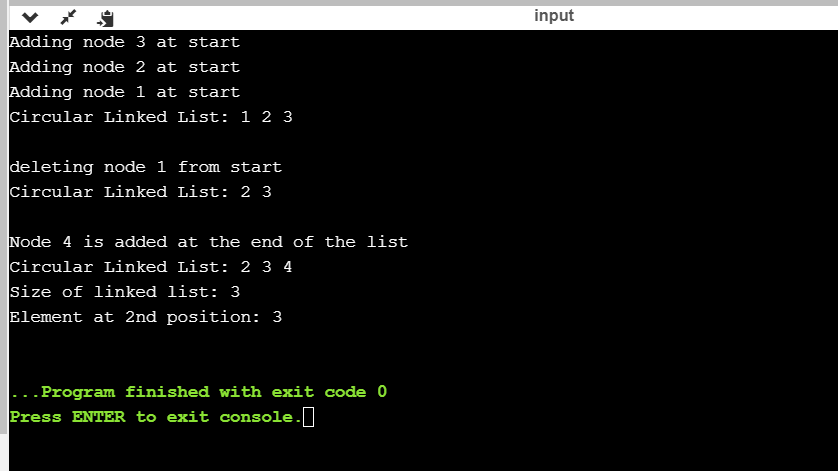 input
Adding node 3 at start
Adding node 2 at start
Adding node 1 at start
Circular Linked List: 1 2 3
deleting node 1 from start
Circular Linked List: 2 3
Node 4 is added at the end of the list
Circular Linked List: 2 3 4
Size of linked list: 3
Element at 2nd position: 3
...Program finished with exit code 0
Press ENTER to exit console.